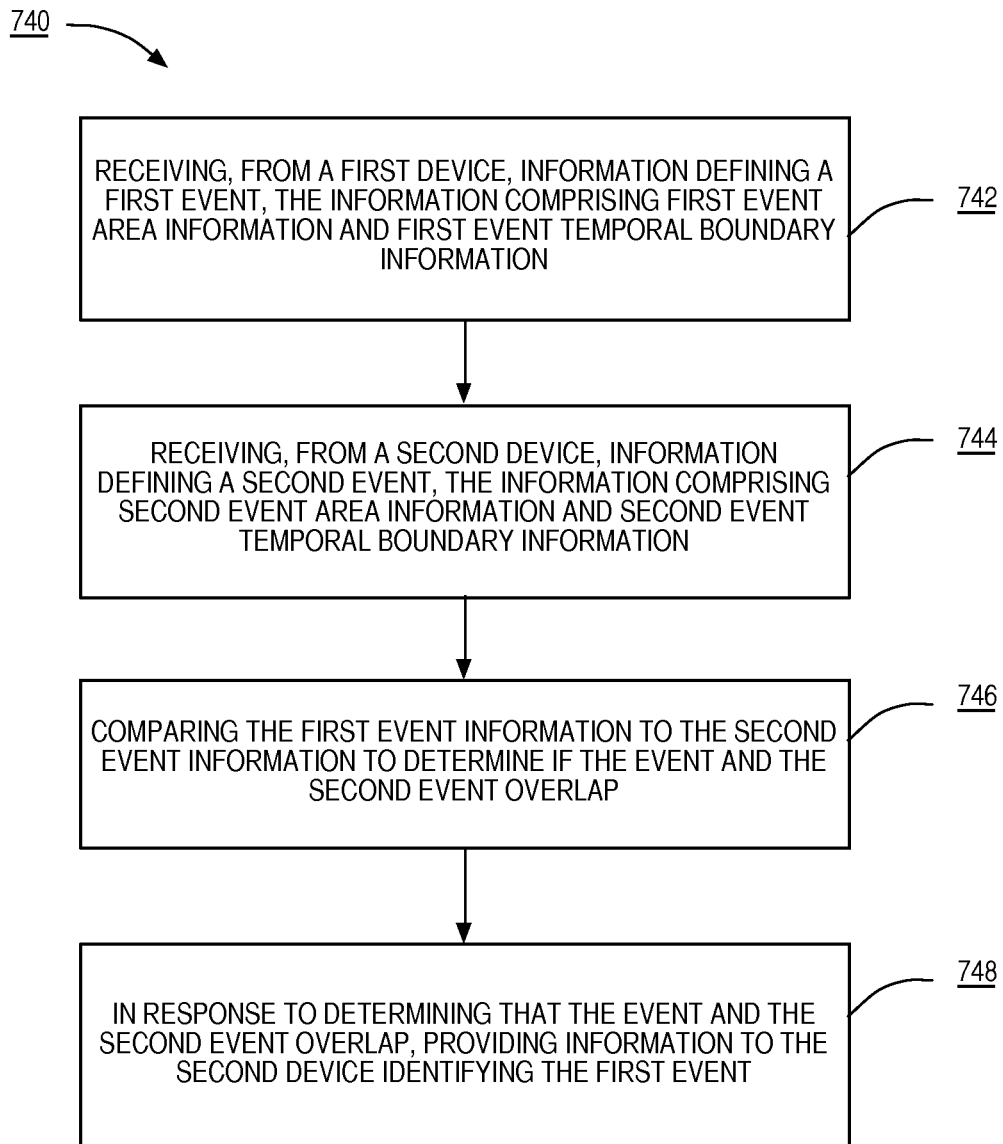 740
RECEIVING, FROM A FIRST DEVICE, INFORMATION DEFINING A
FIRST EVENT, THE INFORMATION COMPRISING FIRST EVENT
AREA INFORMATION AND FIRST EVENT TEMPORAL BOUNDARY
INFORMATION
742
RECEIVING, FROM A SECOND DEVICE, INFORMATION
DEFINING A SECOND EVENT, THE INFORMATION COMPRISING
SECOND EVENT AREA INFORMATION AND SECOND EVENT
TEMPORAL BOUNDARY INFORMATION
744
COMPARING THE FIRST EVENT INFORMATION TO THE SECOND
EVENT INFORMATION TO DETERMINE IF THE EVENT AND THE
SECOND EVENT OVERLAP
746
IN RESPONSE TO DETERMINING THAT THE EVENT AND THE
SECOND EVENT OVERLAP, PROVIDING INFORMATION TO THE
SECOND DEVICE IDENTIFYING THE FIRST EVENT
748